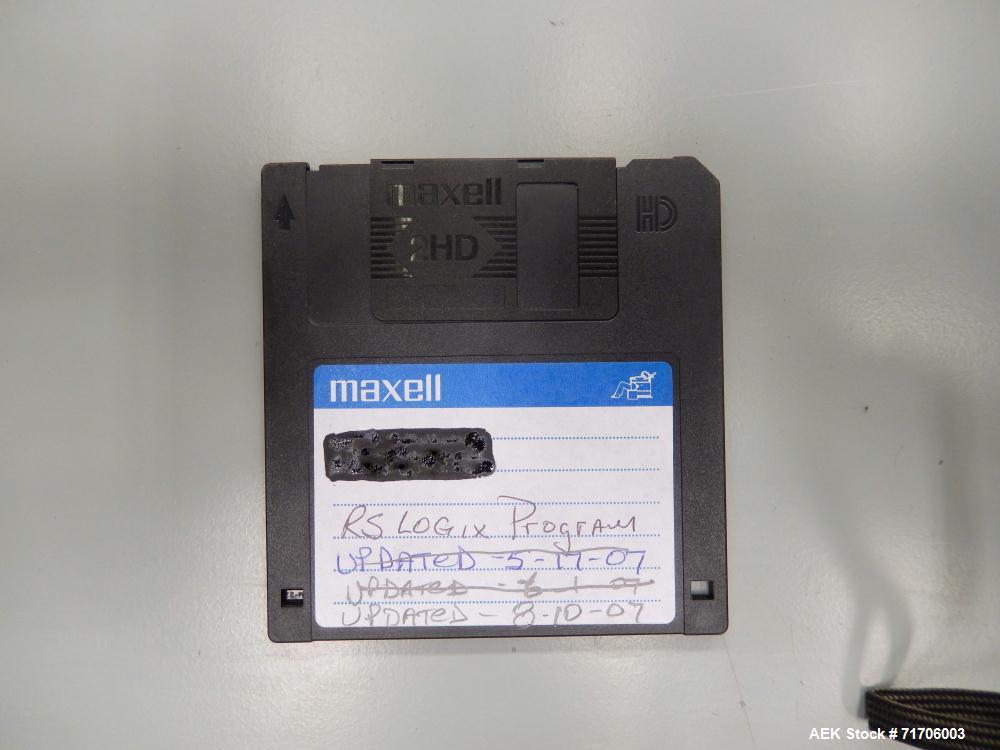 maxell
2HD
HD
maxell
RS LOGIX Program
UPDATED - 5-17-07
UPDATED - 6 1 07
UPDATED - 8-10-07
AEK Stock # 71706003